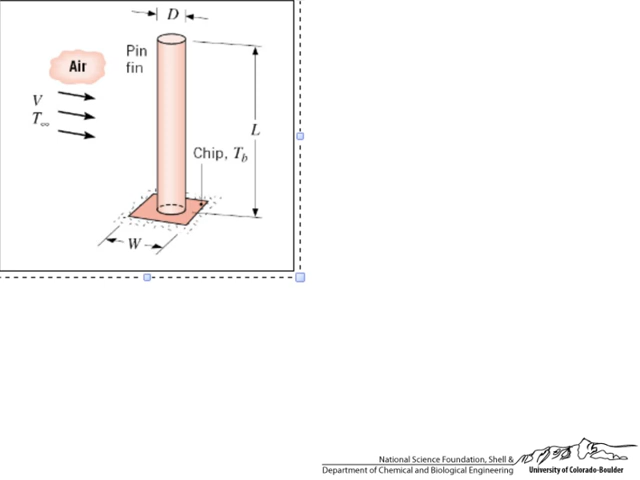 D
Pin
fin
Air
V
T∞
L
Chip, Tb
W
National Science Foundation, Shell &
Department of Chemical and Biological Engineering
University of Colorado-Boulder